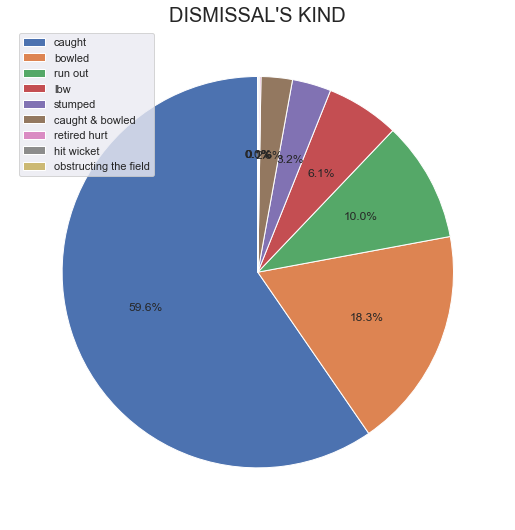 DISMISSAL'S KIND
caught
bowled
run out
lbw
stumped
caught & bowled
retired hurt
hit wicket
obstructing the field
3.2%
6.1%
10.0%
59.6%
18.3%